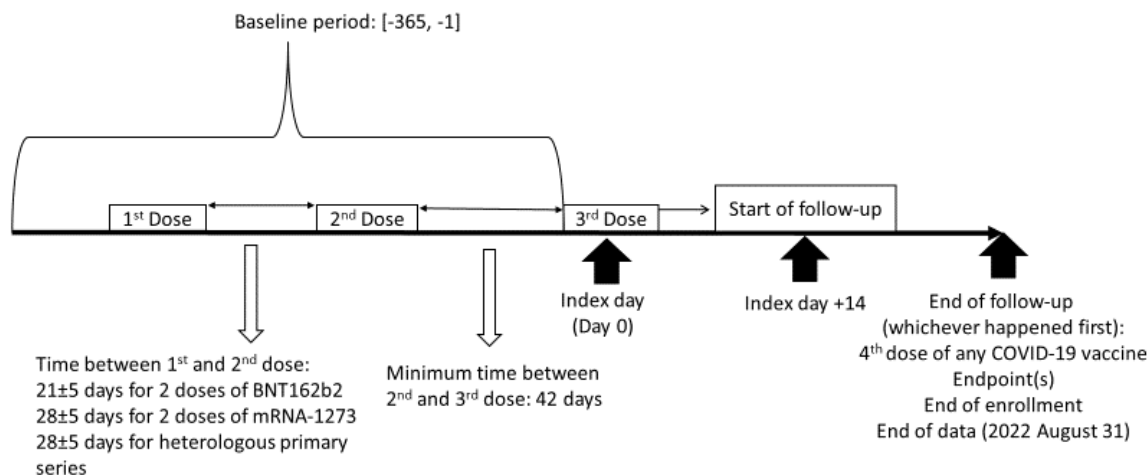 Baseline period: [-365, -1]
1st Dose
2nd Dose
3rd Dose
Start of follow-up
Index day
(Day 0)
Index day +14
End of follow-up
(whichever happened first):
4th dose of any COVID-19 vaccine
Endpoint(s)
End of enrollment
End of data (2022 August 31)
Time between 1st and 2nd dose:
21±5 days for 2 doses of BNT162b2
28±5 days for 2 doses of mRNA-1273
28±5 days for heterologous primary
series
Minimum time between
2nd and 3rd dose: 42 days